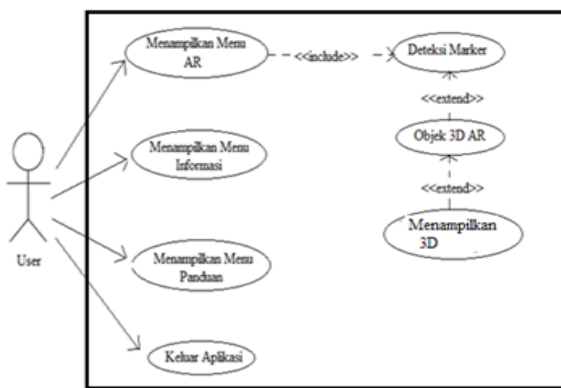 Menampilkan Menu
AR
<<include>>
Deteksi Marker
<<extend>>
Objek 3D AR
<<extend>>
Menampilkan
3D
Menampilkan Menu
Informasi
User
Menampilkan Menu
Panduan
Keluar Aplikasi